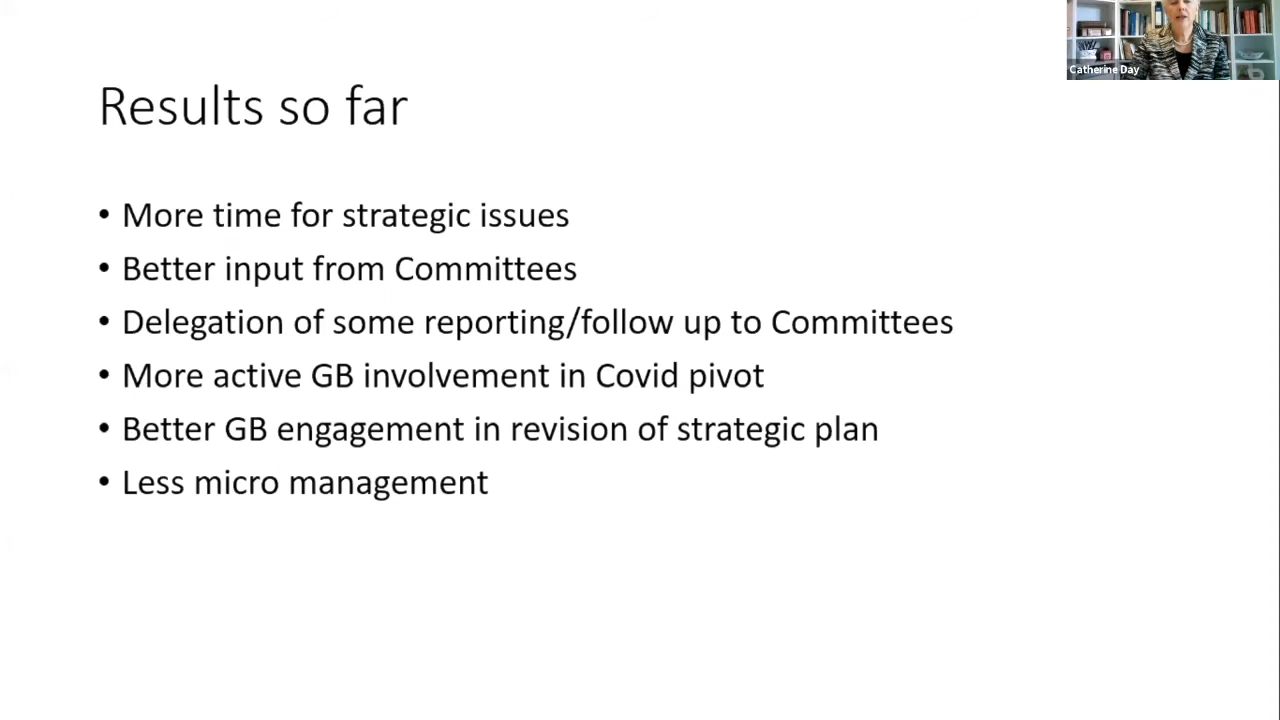 Catherine Day
Results so far
• More time for strategic issues
• Better input from Committees
• Delegation of some reporting/follow up to Committees
• More active GB involvement in Covid pivot
• Better GB engagement in revision of strategic plan
• Less micro management